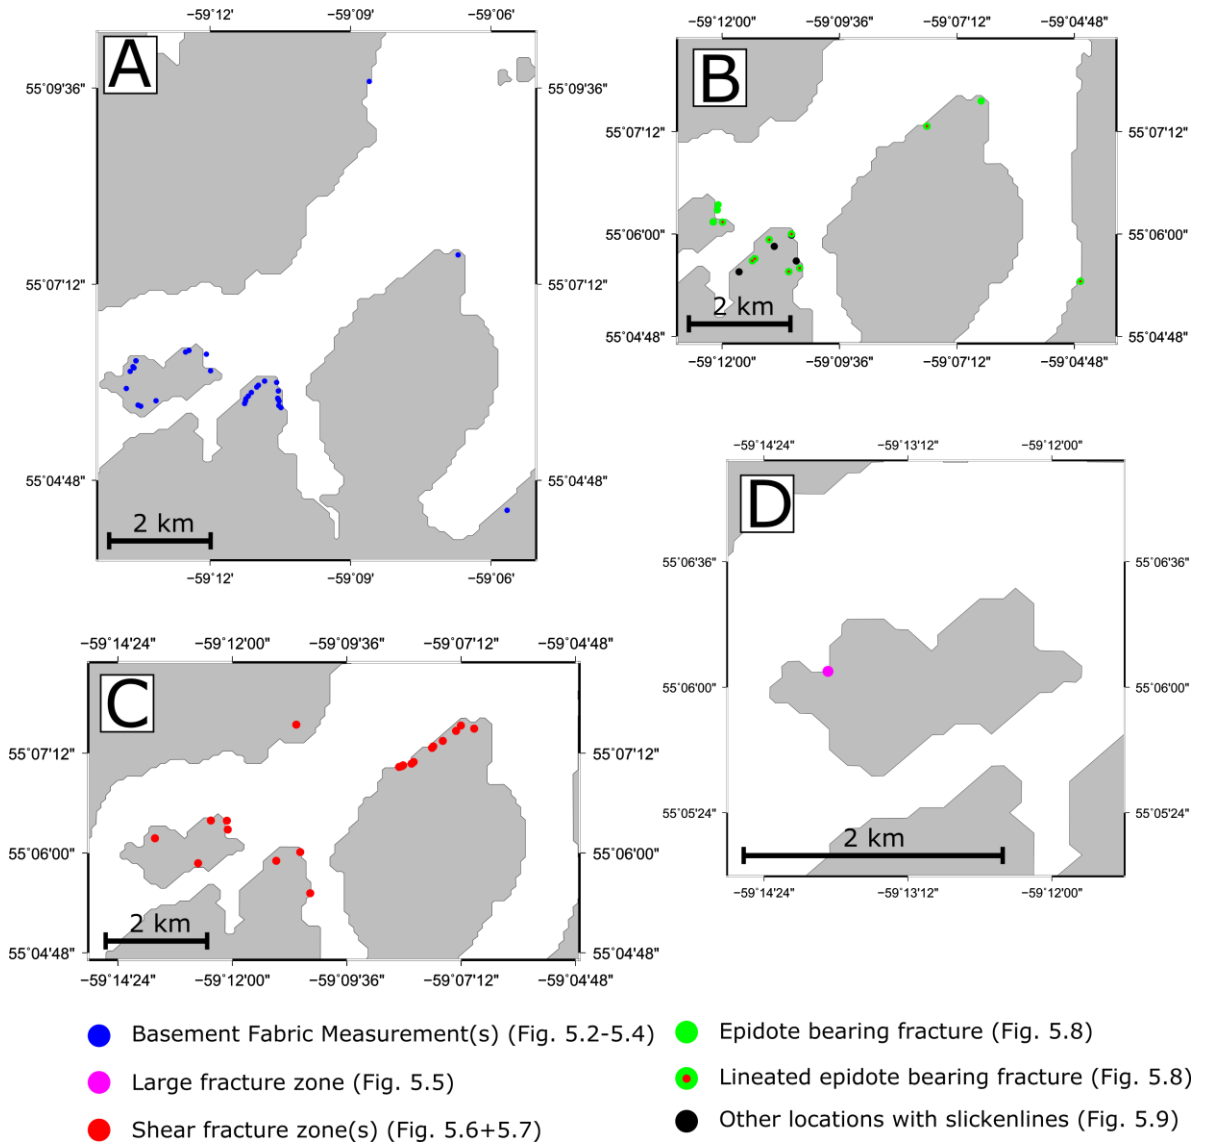 −59˚12' −59˚09' −59˚06'
A
55˚09'36" 55˚09'36"
55˚07'12" 55˚07'12"
55˚04'48" 55˚04'48"
2 km
−59˚12' −59˚09' −59˚06'
−59˚12'00" −59˚09'36" −59˚07'12" −59˚04'48"
B
55˚07'12" 55˚07'12"
55˚06'00" 55˚06'00"
2 km
55˚04'48" 55˚04'48"
−59˚12'00" −59˚09'36" −59˚07'12" −59˚04'48"
−59˚14'24" −59˚12'00" −59˚09'36" −59˚07'12" −59˚04'48"
C
55˚07'12" 55˚07'12"
55˚06'00" 55˚06'00"
2 km
55˚04'48" 55˚04'48"
−59˚14'24" −59˚12'00" −59˚09'36" −59˚07'12" −59˚04'48"
−59˚14'24" −59˚13'12" −59˚12'00"
D
55˚06'36" 55˚06'36"
55˚06'00" 55˚06'00"
55˚05'24" 55˚05'24"
2 km
−59˚14'24" −59˚13'12" −59˚12'00"
Basement Fabric Measurement(s) (Fig. 5.2-5.4)
Large fracture zone (Fig. 5.5)
Shear fracture zone(s) (Fig. 5.6+5.7)
Epidote bearing fracture (Fig. 5.8)
Lineated epidote bearing fracture (Fig. 5.8)
Other locations with slickenlines (Fig. 5.9)